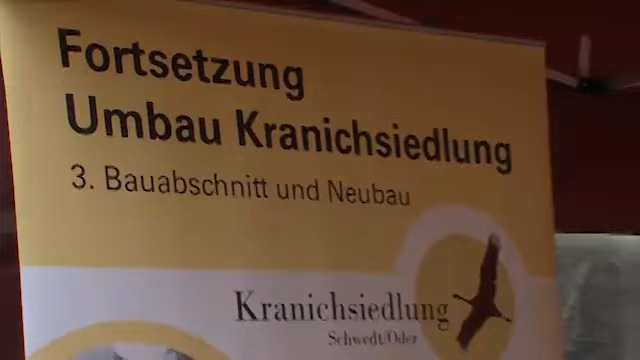 Fortsetzung
Umbau Kranichsiedlung
3. Bauabschnitt und Neubau
Kranichsiedlung
Schwedt/Oder